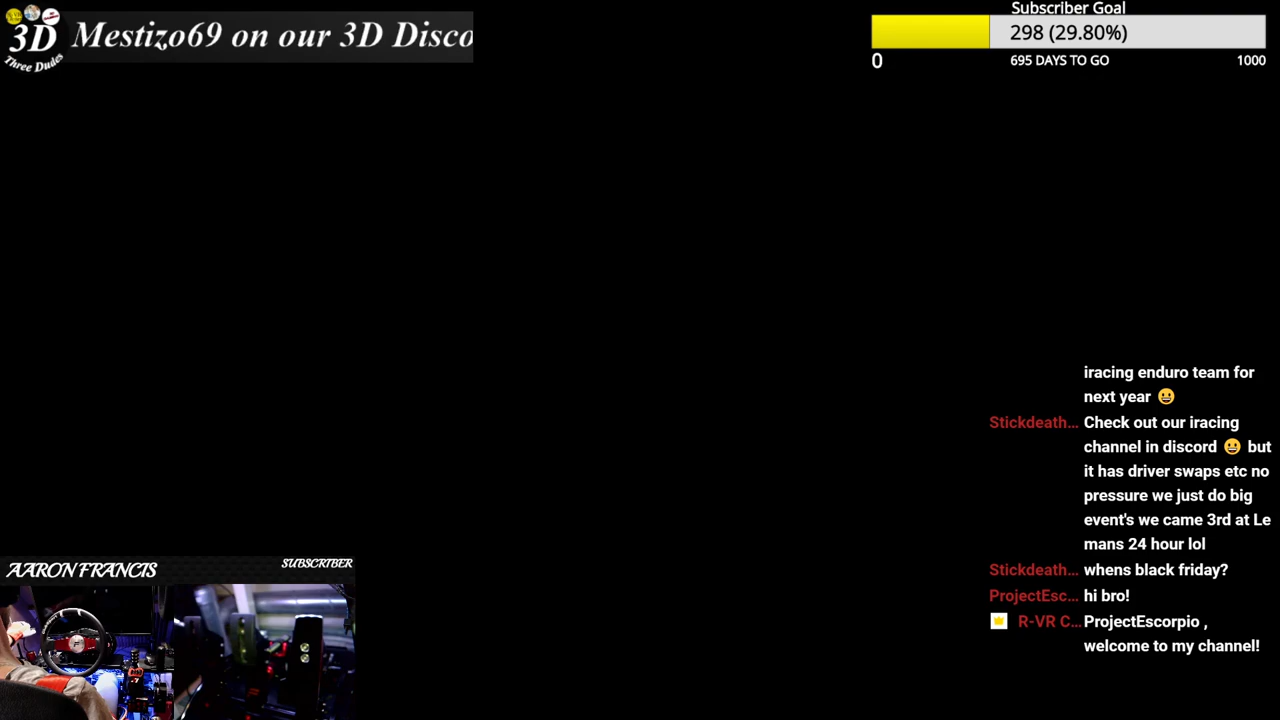 3D
Three Dudes
Mestizo69 on our 3D Disco
Subscriber Goal
298 (29.80%)
0
695 DAYS TO GO
1000
iracing enduro team for
next year 😀
Stickdeath… Check out our iracing
channel in discord 😀 but
it has driver swaps etc no
pressure we just do big
event's we came 3rd at Le
mans 24 hour lol
Stickdeath… whens black friday?
ProjectEsc… hi bro!
R-VR C… ProjectEscorpio ,
welcome to my channel!
AARON FRANCIS
SUBSCRIBER